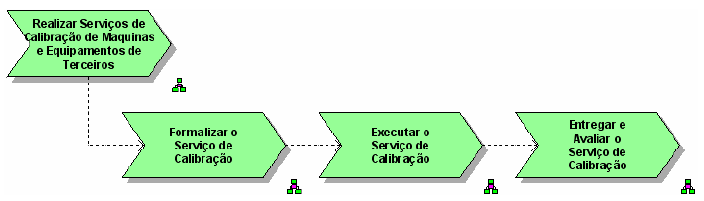 Realizar Serviços de
Calibração de Maquinas
e Equipamentos de
Terceiros
Formalizar o
Serviço de
Calibração
Executar o
Serviço de
Calibração
Entregar e
Avaliar o
Serviço de
Calibração